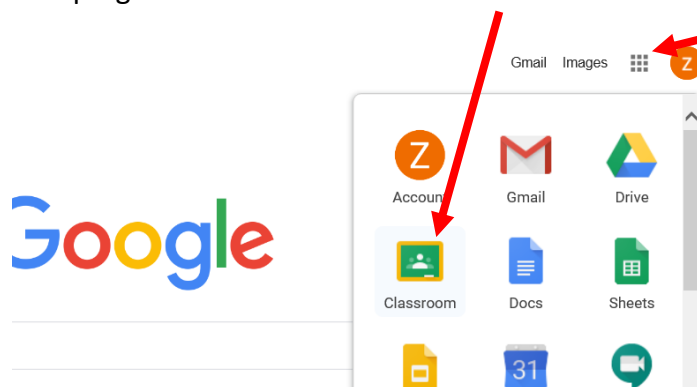 Gmail Images Z
Z
Account Gmail Drive
Google
Classroom Docs Sheets
31